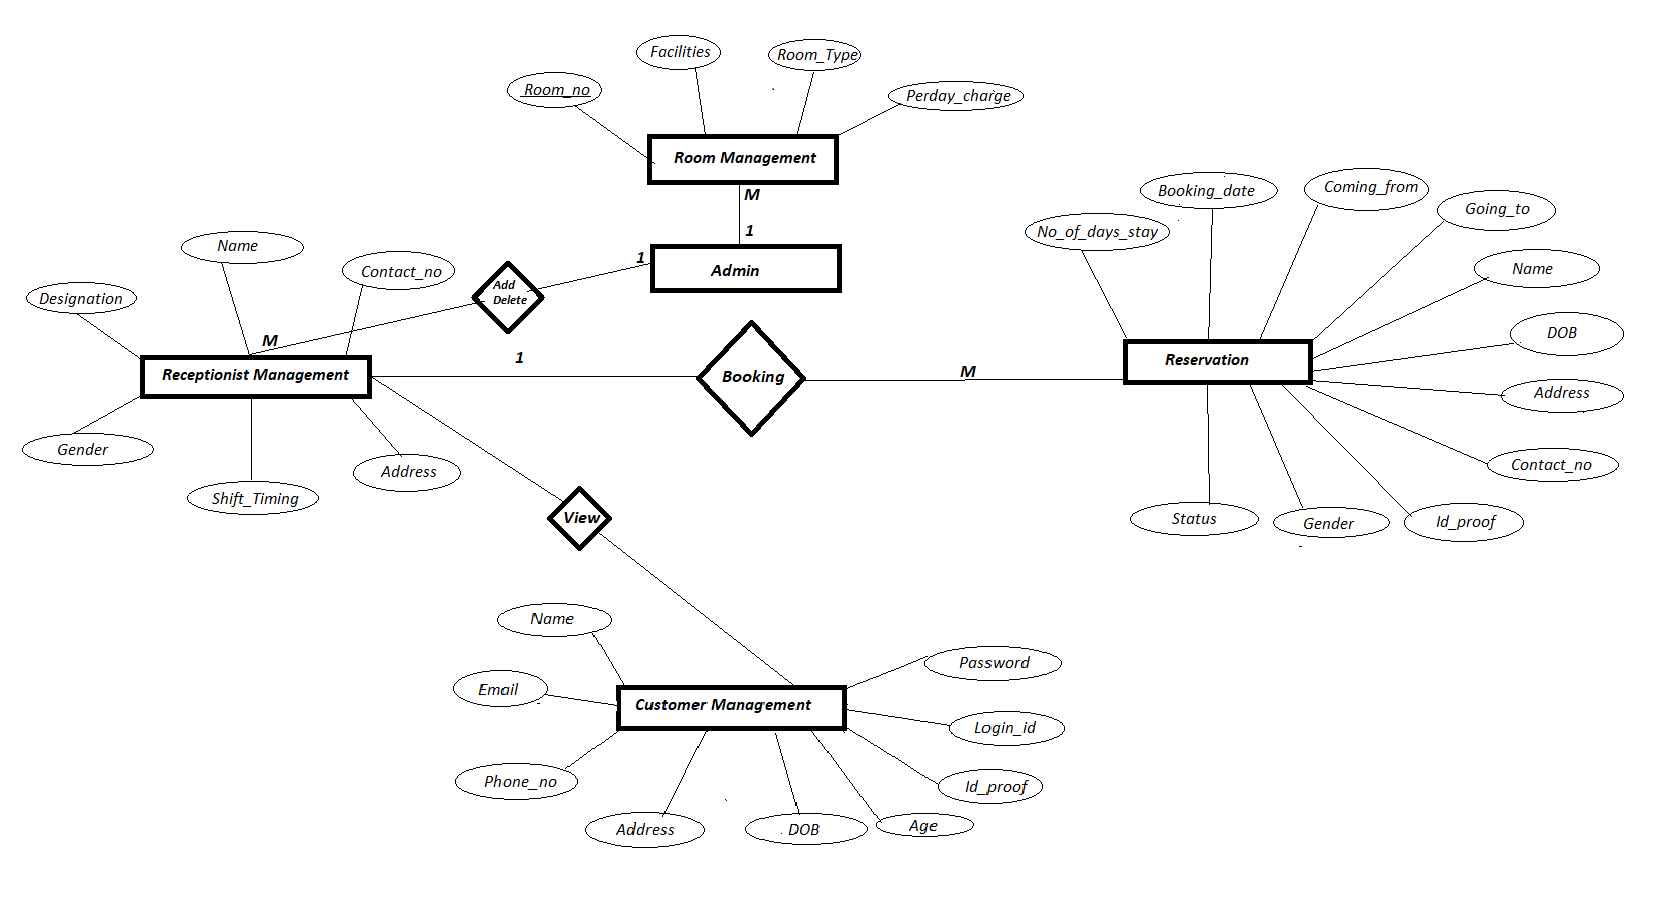 Facilities
Room_Type
Room_no
Perday_charge
Room Management
M
1
Admin
1
Add
Delete
Name
Contact_no
Designation
M
Receptionist Management
Gender
Shift_Timing
Address
1
Booking
M
Booking_date
Coming_from
Going_to
No_of_days_stay
Name
DOB
Reservation
Address
Contact_no
Status
Gender
Id_proof
View
Name
Email
Customer Management
Password
Login_id
Phone_no
Id_proof
Address
DOB
Age